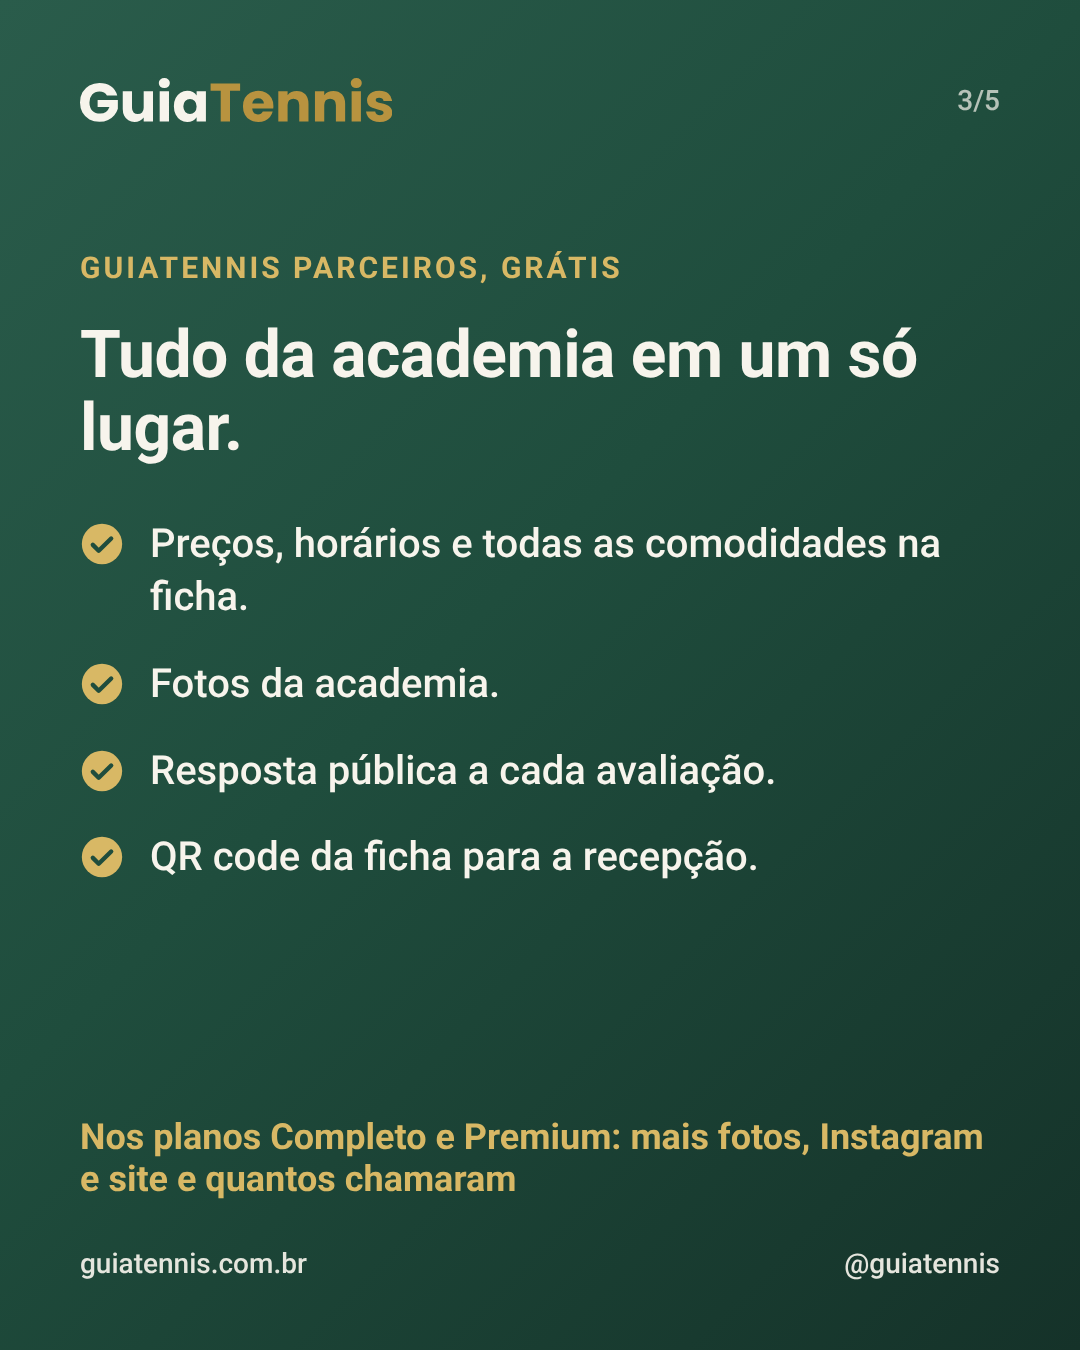 GuiaTennis
3/5
GUIATENNIS PARCEIROS, GRÁTIS
Tudo da academia em um só
lugar.
Preços, horários e todas as comodidades na
ficha.
Fotos da academia.
Resposta pública a cada avaliação.
QR code da ficha para a recepção.
Nos planos Completo e Premium: mais fotos, Instagram
e site e quantos chamaram
guiatennis.com.br
@guiatennis